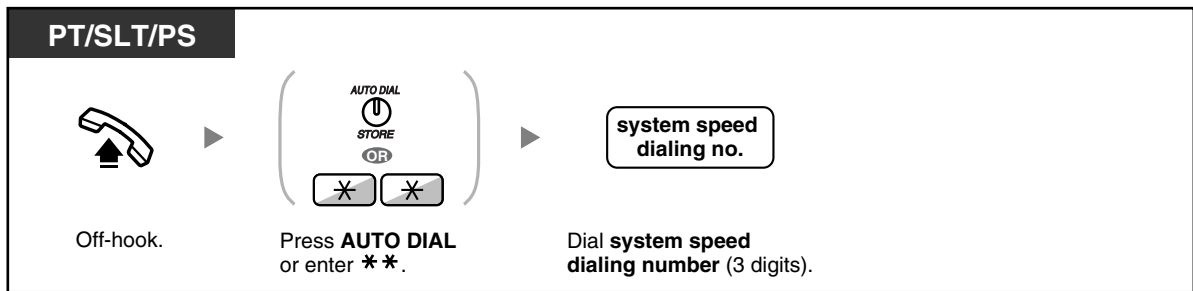 PT/SLT/PS
AUTO DIAL
STORE
OR
* *
system speed
dialing no.
Off-hook.
Press AUTO DIAL
or enter * *.
Dial system speed
dialing number (3 digits).